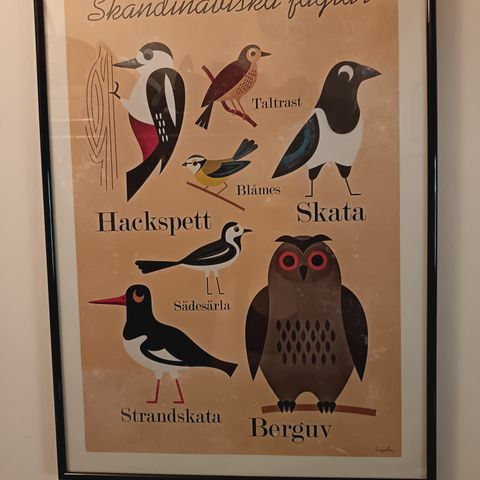 Skandinaviska fåglar
Taltrast
Blåmes
Hackspett
Skata
Sädesärla
Strandskata
Berguv